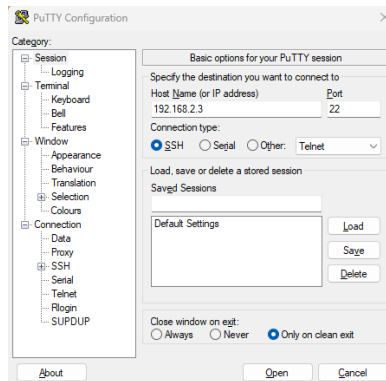 PuTTY Configuration
Category:
Session
Logging
Terminal
Keyboard
Bell
Features
Window
Appearance
Behaviour
Translation
Selection
Colours
Connection
Data
Proxy
SSH
Serial
Telnet
Rlogin
SUPDUP
Basic options for your PuTTY session
Specify the destination you want to connect to
Host Name (or IP address) Port
192.168.2.3 22
Connection type:
SSH Serial Other: Telnet
Load, save or delete a stored session
Saved Sessions
Default Settings
Load
Save
Delete
Close window on exit:
Always Never Only on clean exit
About Open Cancel